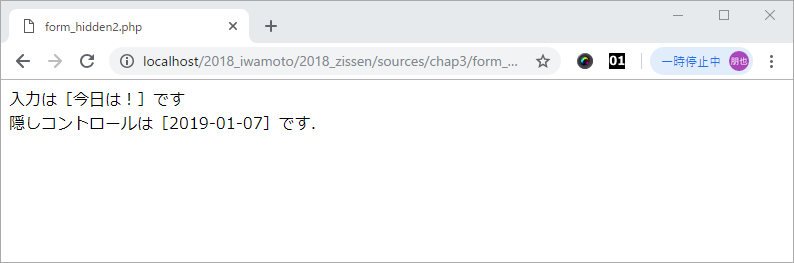 form_hidden2.php
localhost/2018_iwamoto/2018_zissen/sources/chap3/form_...
01
一時停止中
朋也
入力は［今日は！］です
隠しコントロールは［2019-01-07］です.